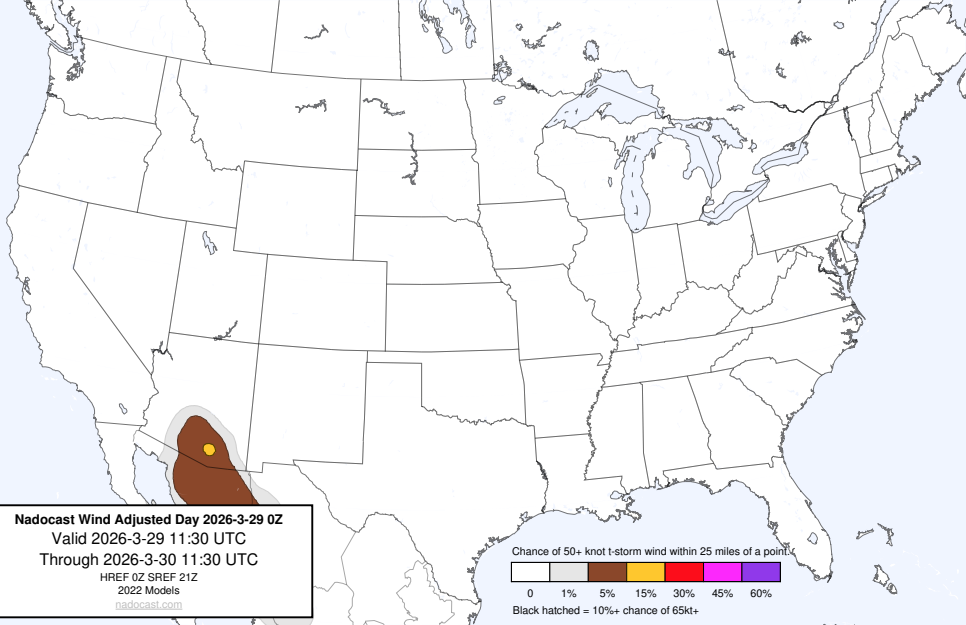 Nadocast Wind Adjusted Day 2026-3-29 0Z
Valid 2026-3-29 11:30 UTC
Through 2026-3-30 11:30 UTC
HREF 0Z SREF 21Z
2022 Models
nadocast.com
Chance of 50+ knot t-storm wind within 25 miles of a point.
0 1% 5% 15% 30% 45% 60%
Black hatched = 10%+ chance of 65kt+